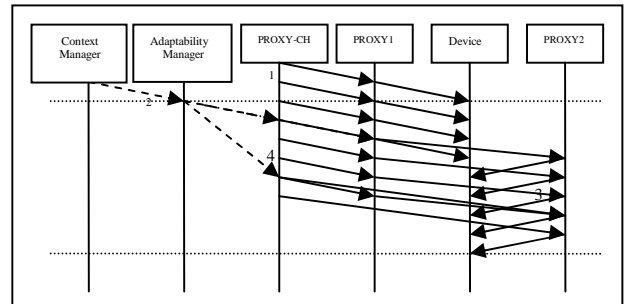 Context
Manager
Adaptability
Manager
PROXY-CH
PROXY1
Device
PROXY2
1
2
4
3